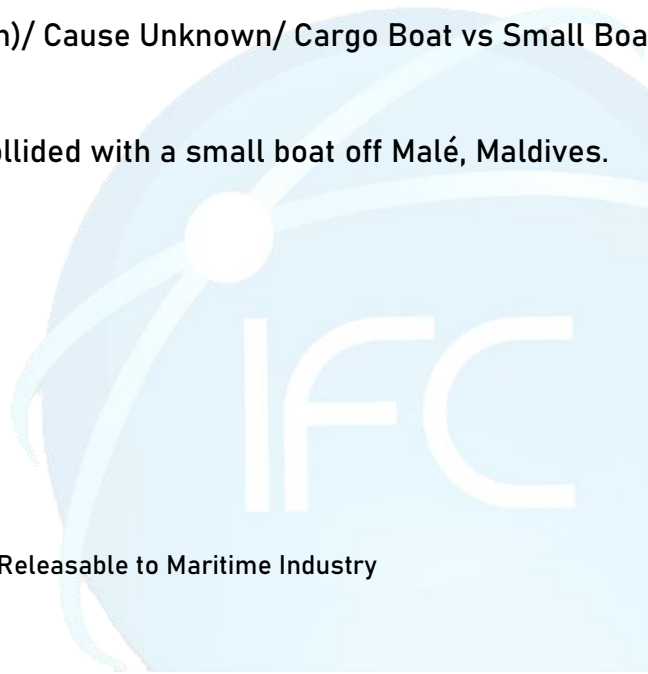 n)/ Cause Unknown/ Cargo Boat vs Small Boa
ollided with a small boat off Malé, Maldives.
IFC
Releasable to Maritime Industry